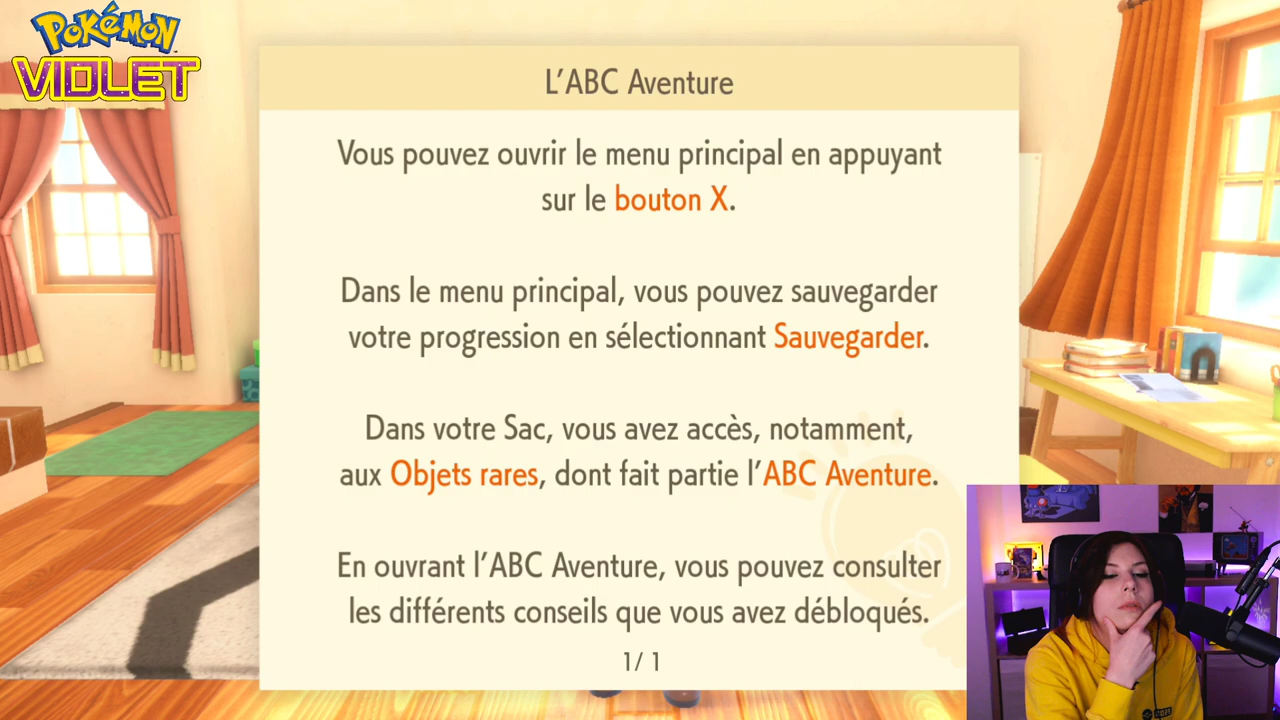 POKéMON
VIOLET
L'ABC Aventure
Vous pouvez ouvrir le menu principal en appuyant
sur le bouton X.
Dans le menu principal, vous pouvez sauvegarder
votre progression en sélectionnant Sauvegarder.
Dans votre Sac, vous avez accès, notamment,
aux Objets rares, dont fait partie l'ABC Aventure.
En ouvrant l'ABC Aventure, vous pouvez consulter
les différents conseils que vous avez débloqués.
1/ 1